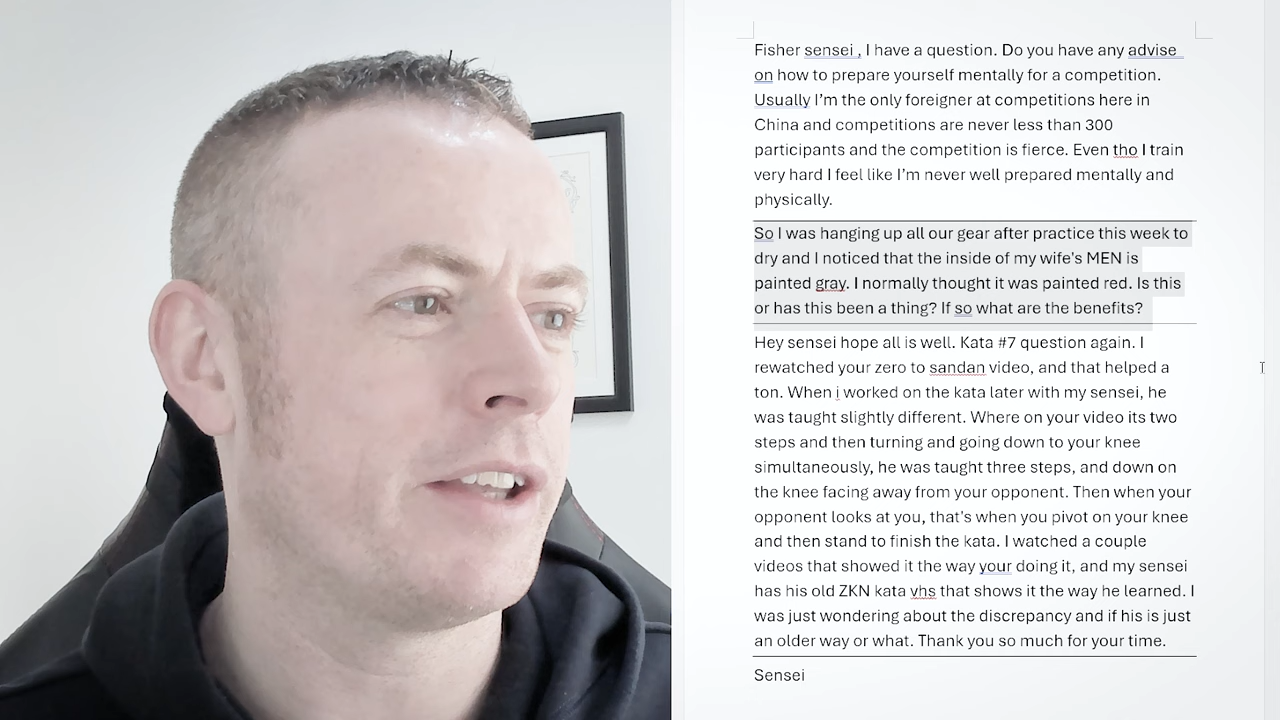 Fisher sensei , I have a question. Do you have any advise
on how to prepare yourself mentally for a competition.
Usually I’m the only foreigner at competitions here in
China and competitions are never less than 300
participants and the competition is fierce. Even tho I train
very hard I feel like I’m never well prepared mentally and
physically.
So I was hanging up all our gear after practice this week to
dry and I noticed that the inside of my wife's MEN is
painted gray. I normally thought it was painted red. Is this
or has this been a thing? If so what are the benefits?
Hey sensei hope all is well. Kata #7 question again. I
rewatched your zero to sandan video, and that helped a
ton. When i worked on the kata later with my sensei, he
was taught slightly different. Where on your video its two
steps and then turning and going down to your knee
simultaneously, he was taught three steps, and down on
the knee facing away from your opponent. Then when your
opponent looks at you, that's when you pivot on your knee
and then stand to finish the kata. I watched a couple
videos that showed it the way your doing it, and my sensei
has his old ZKN kata vhs that shows it the way he learned. I
was just wondering about the discrepancy and if his is just
an older way or what. Thank you so much for your time.
Sensei